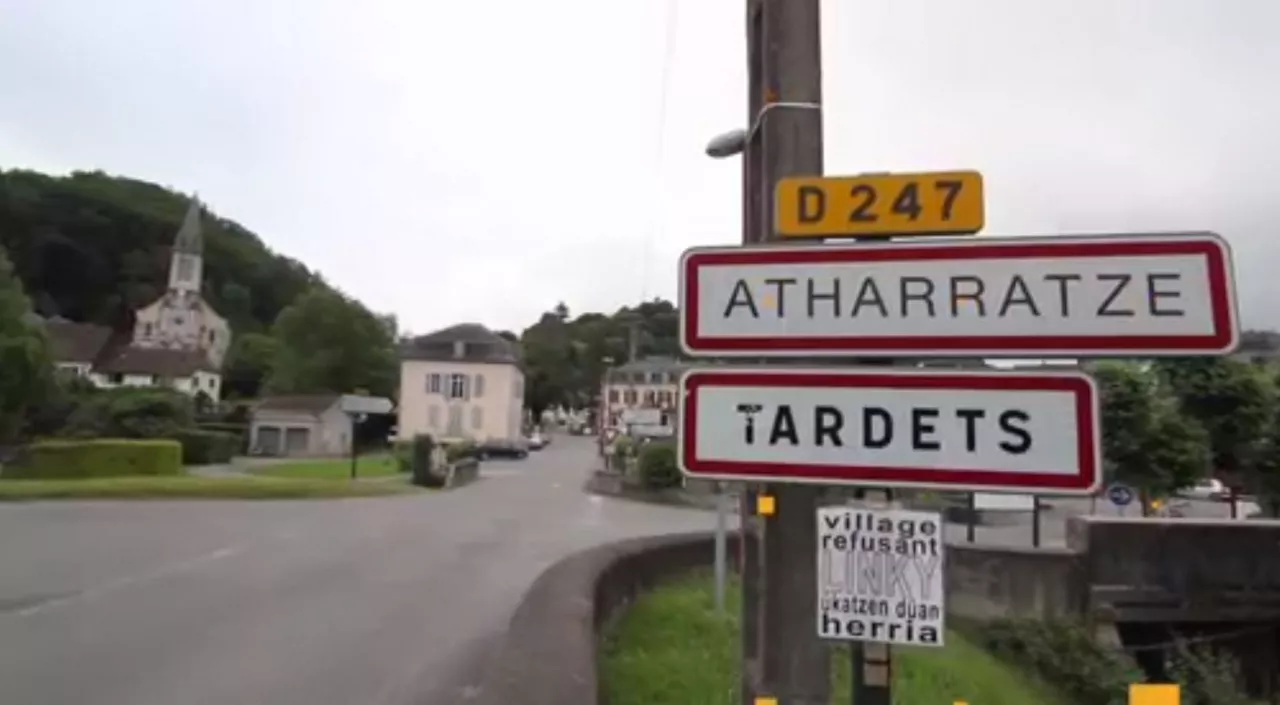 D 247
ATHARRATZE
TARDETS
village
refusant
LINKY
ukatzen duan
herria